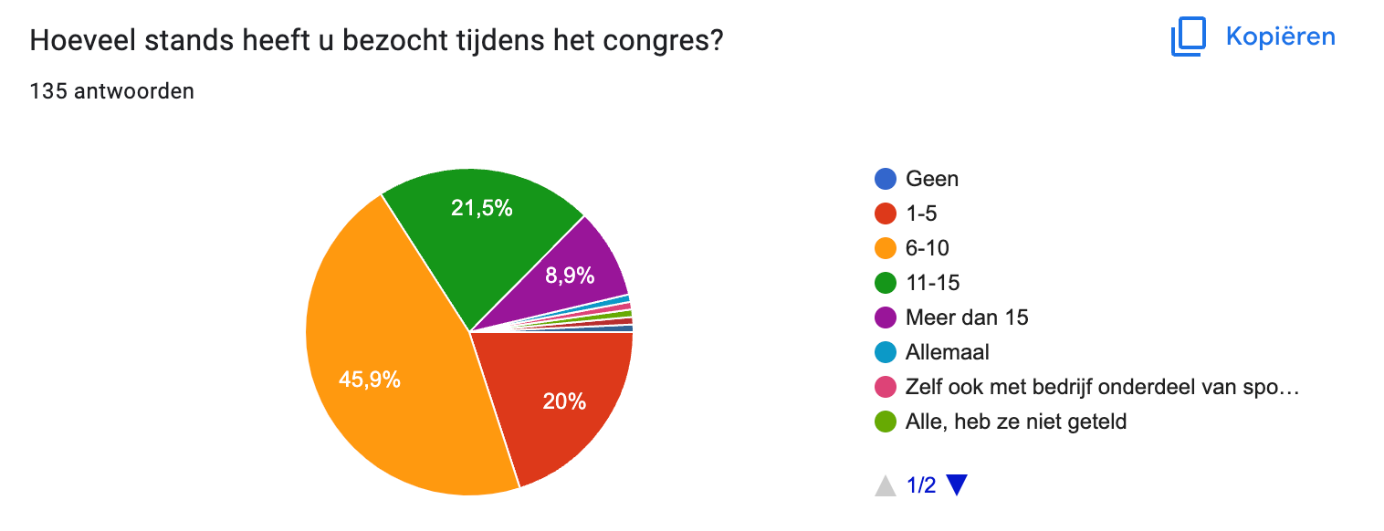 Hoeveel stands heeft u bezocht tijdens het congres?
Kopiëren
135 antwoorden
21,5%
8,9%
45,9%
20%
Geen
1-5
6-10
11-15
Meer dan 15
Allemaal
Zelf ook met bedrijf onderdeel van spo...
Alle, heb ze niet geteld
1/2